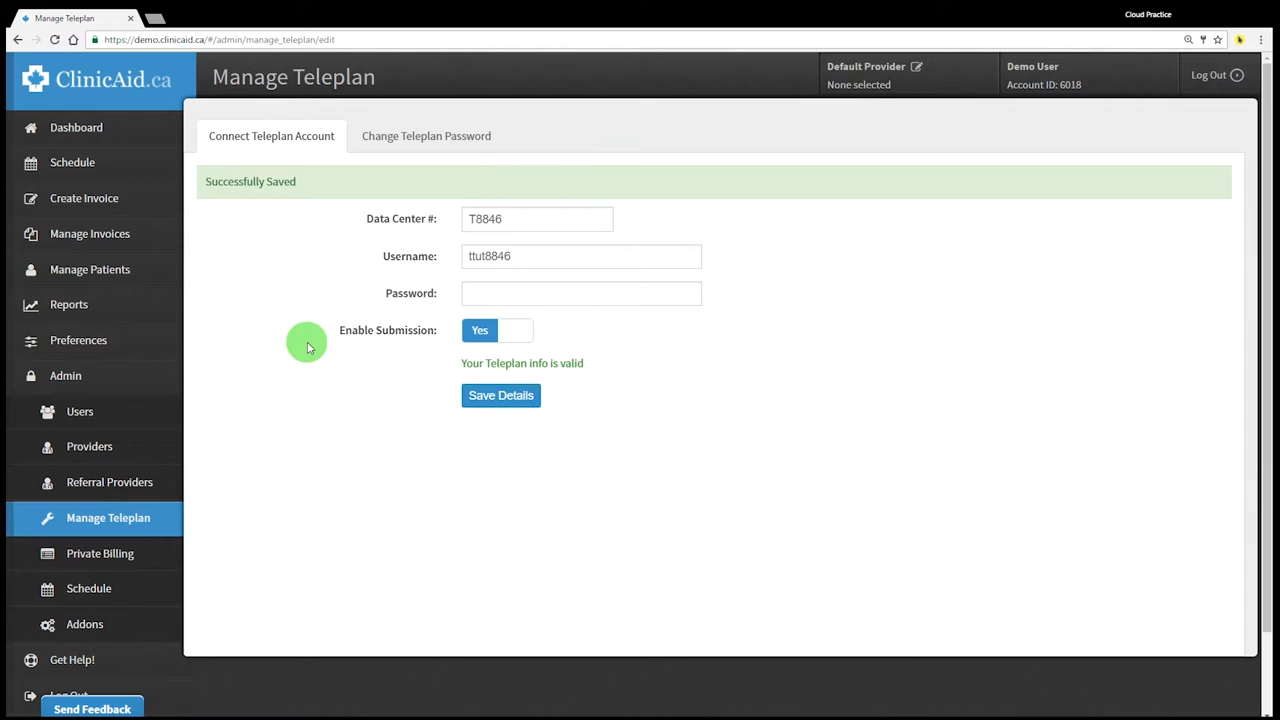 Manage Teleplan
Cloud Practice
https://demo.clinicaid.ca/#/admin/manage_teleplan/edit
ClinicAid.ca
Manage Teleplan
Default Provider
None selected
Demo User
Account ID: 6018
Log Out
Dashboard
Schedule
Create Invoice
Manage Invoices
Manage Patients
Reports
Preferences
Admin
Users
Providers
Referral Providers
Manage Teleplan
Private Billing
Schedule
Addons
Get Help!
Log Out
Send Feedback
Connect Teleplan Account
Change Teleplan Password
Successfully Saved
Data Center #: T8846
Username: ttut8846
Password:
Enable Submission: Yes
Your Teleplan info is valid
Save Details